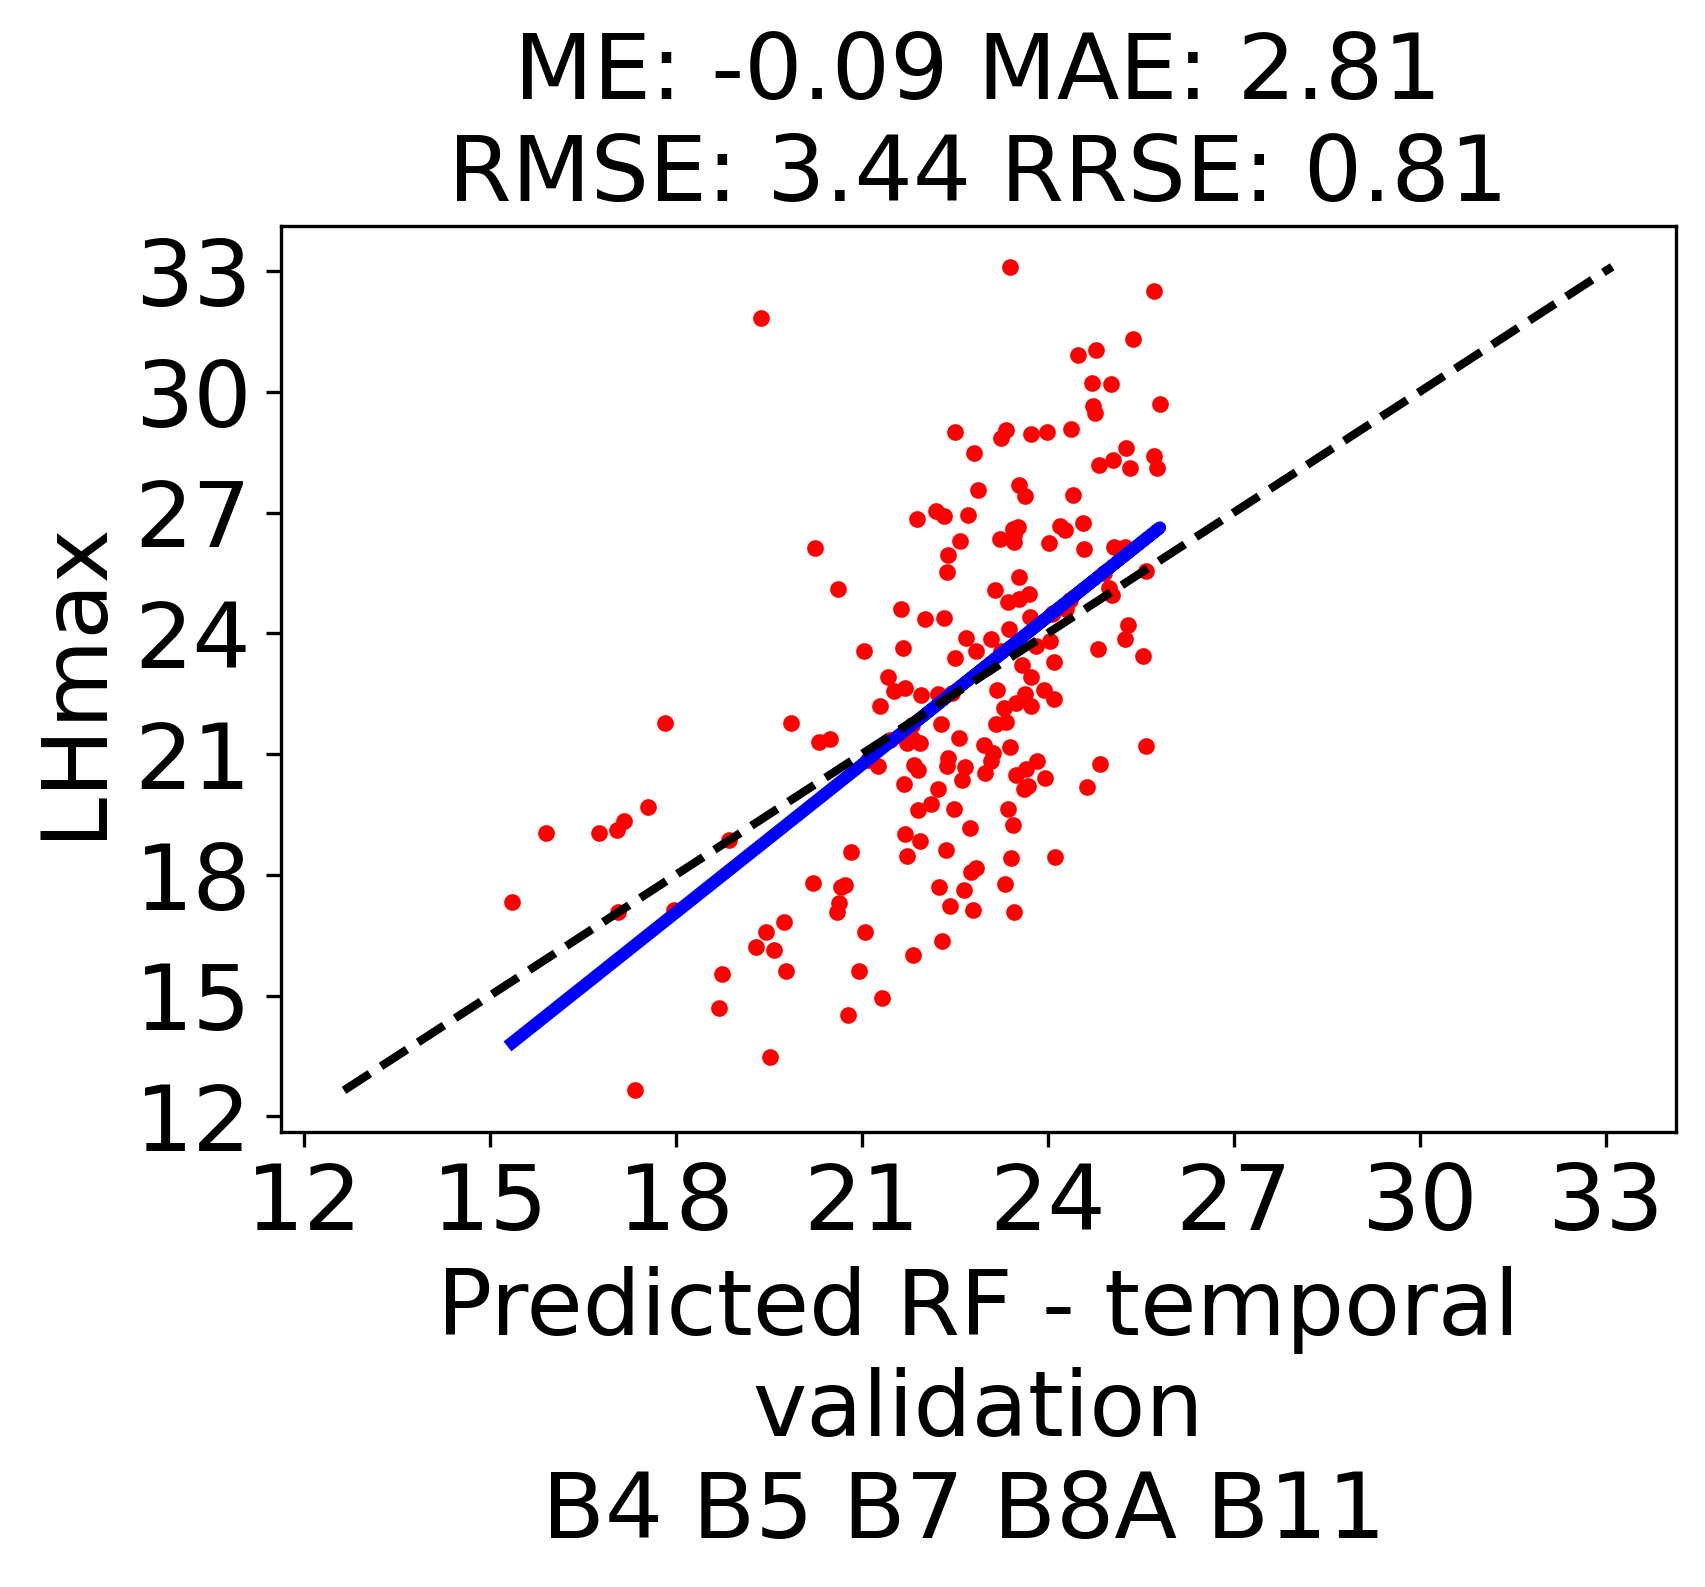 ME: -0.09 MAE: 2.81
RMSE: 3.44 RRSE: 0.81
33
30
27
24
21
18
15
12
LHmax
12 15 18 21 24 27 30 33
Predicted RF - temporal
validation
B4 B5 B7 B8A B11